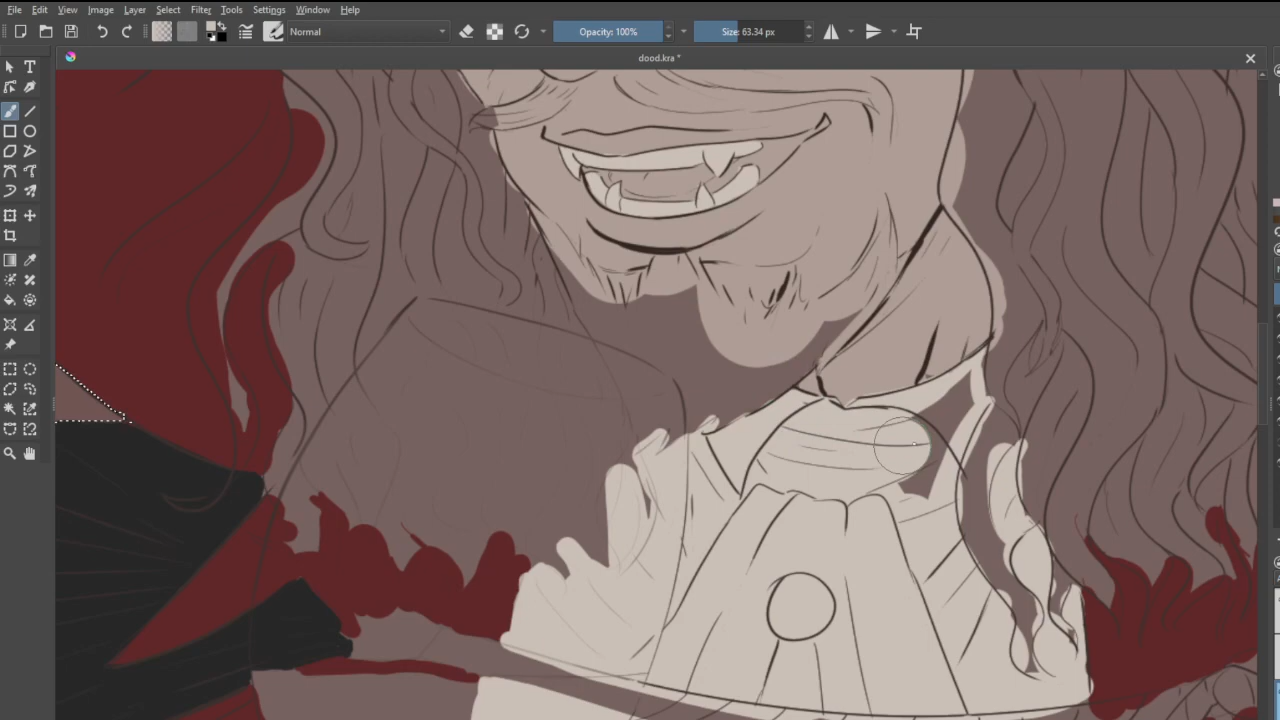 File Edit View Image Layer Select Filter Tools Settings Window Help
Normal Opacity: 100% Size: 63.34 px
dood.kra *
T